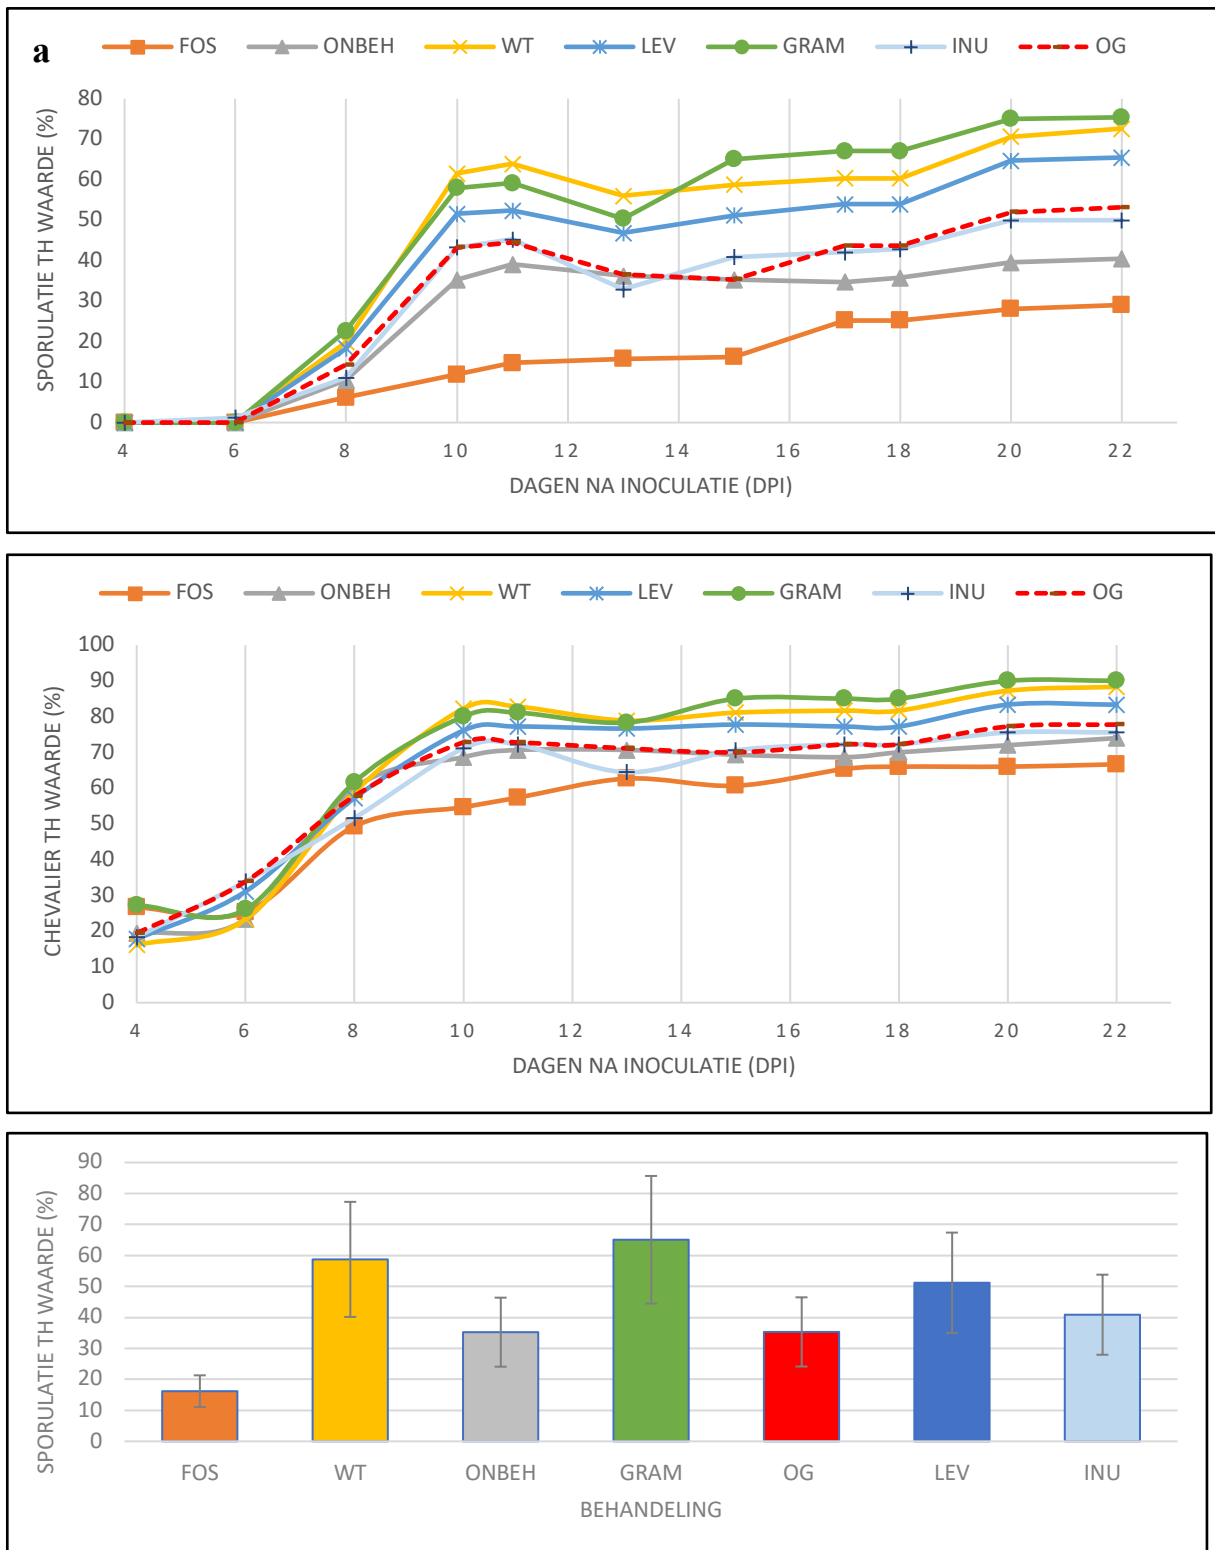 a
FOS ONBEH WT LEV GRAM INU OG
SPORULATIE TH WAARDE (%)
80
70
60
50
40
30
20
10
0
4 6 8 10 12 14 16 18 20 22
DAGEN NA INOCULATIE (DPI)
FOS ONBEH WT LEV GRAM INU OG
CHEVALIER TH WAARDE (%)
100
90
80
70
60
50
40
30
20
10
0
4 6 8 10 12 14 16 18 20 22
DAGEN NA INOCULATIE (DPI)
SPORULATIE TH WAARDE (%)
90
80
70
60
50
40
30
20
10
0
FOS WT ONBEH GRAM OG LEV INU
BEHANDELING